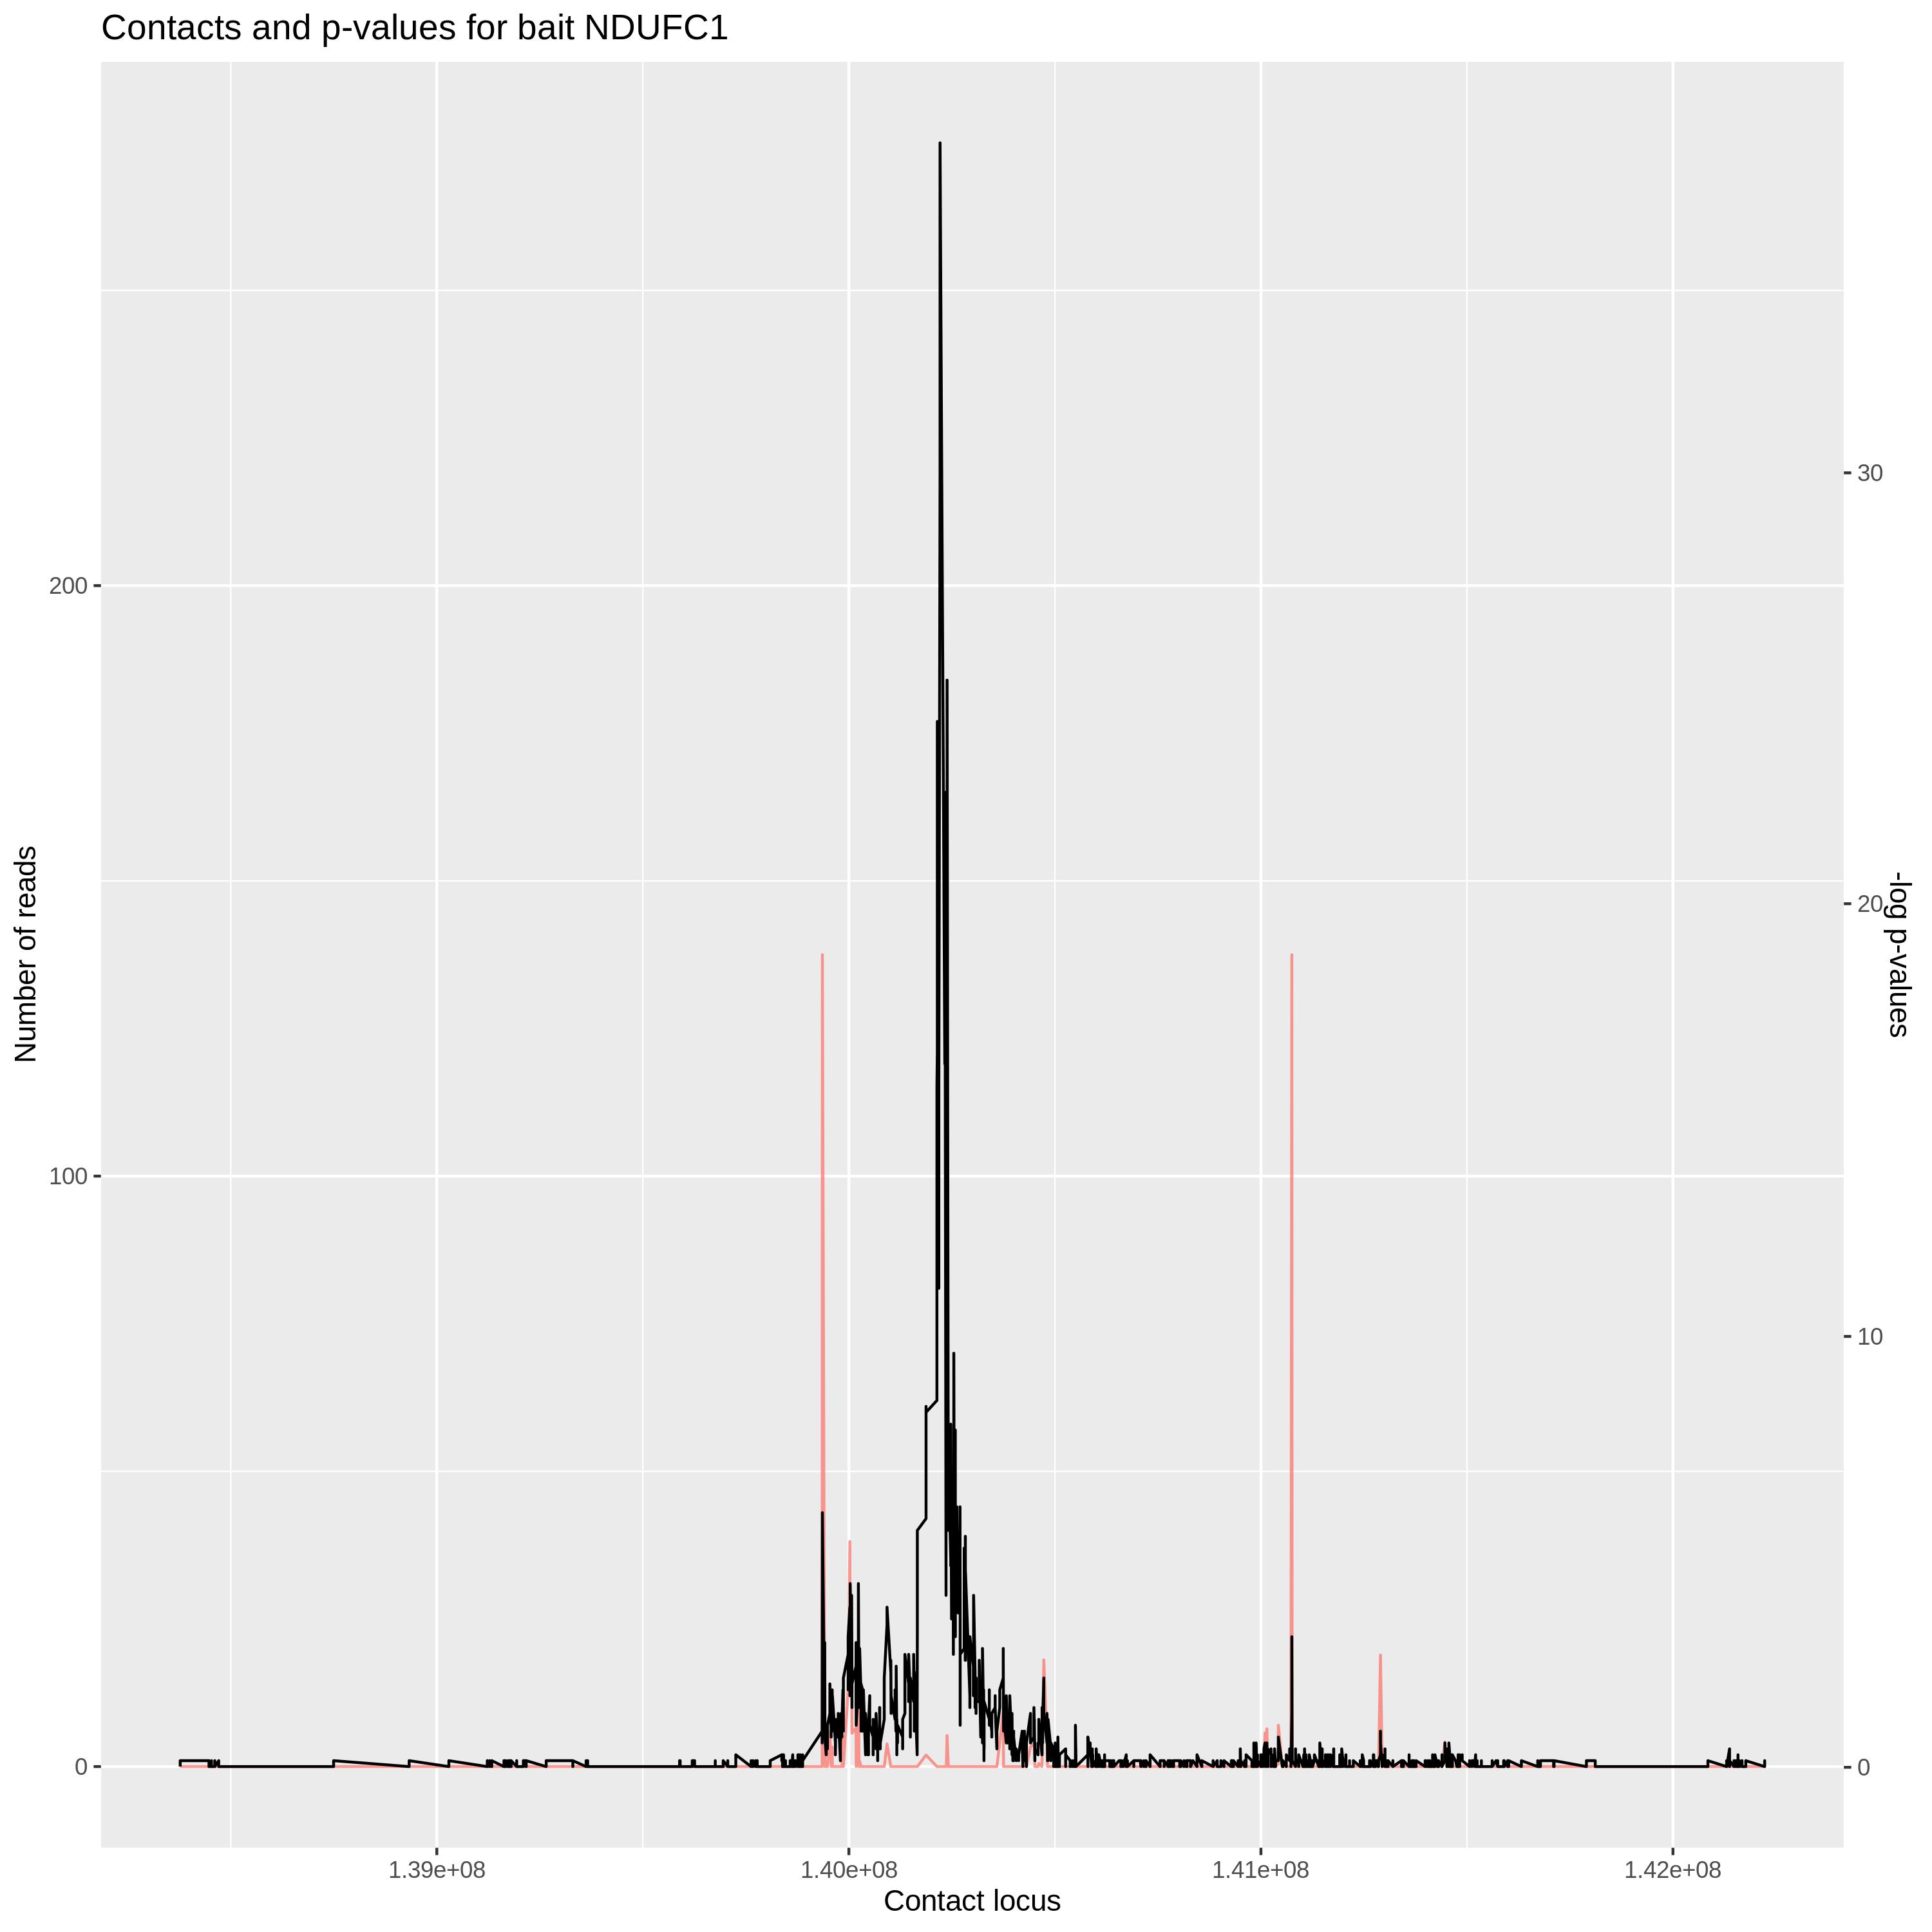 Contacts and p-values for bait NDUFC1
Number of reads
200
100
0
30
20
10
0
-log p-values
1.39e+08
1.40e+08
1.41e+08
1.42e+08
Contact locus